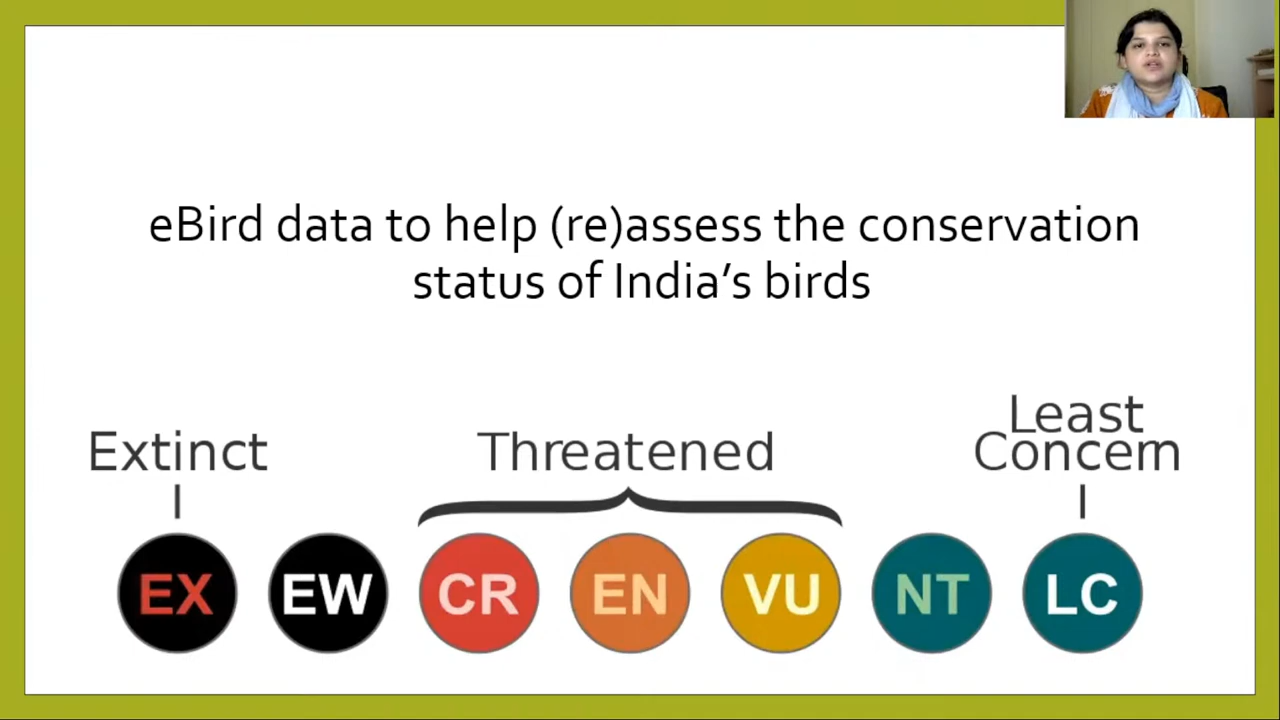 eBird data to help (re)assess the conservation
status of India's birds
Extinct
Threatened
Least
Concern
EX
EW
CR
EN
VU
NT
LC